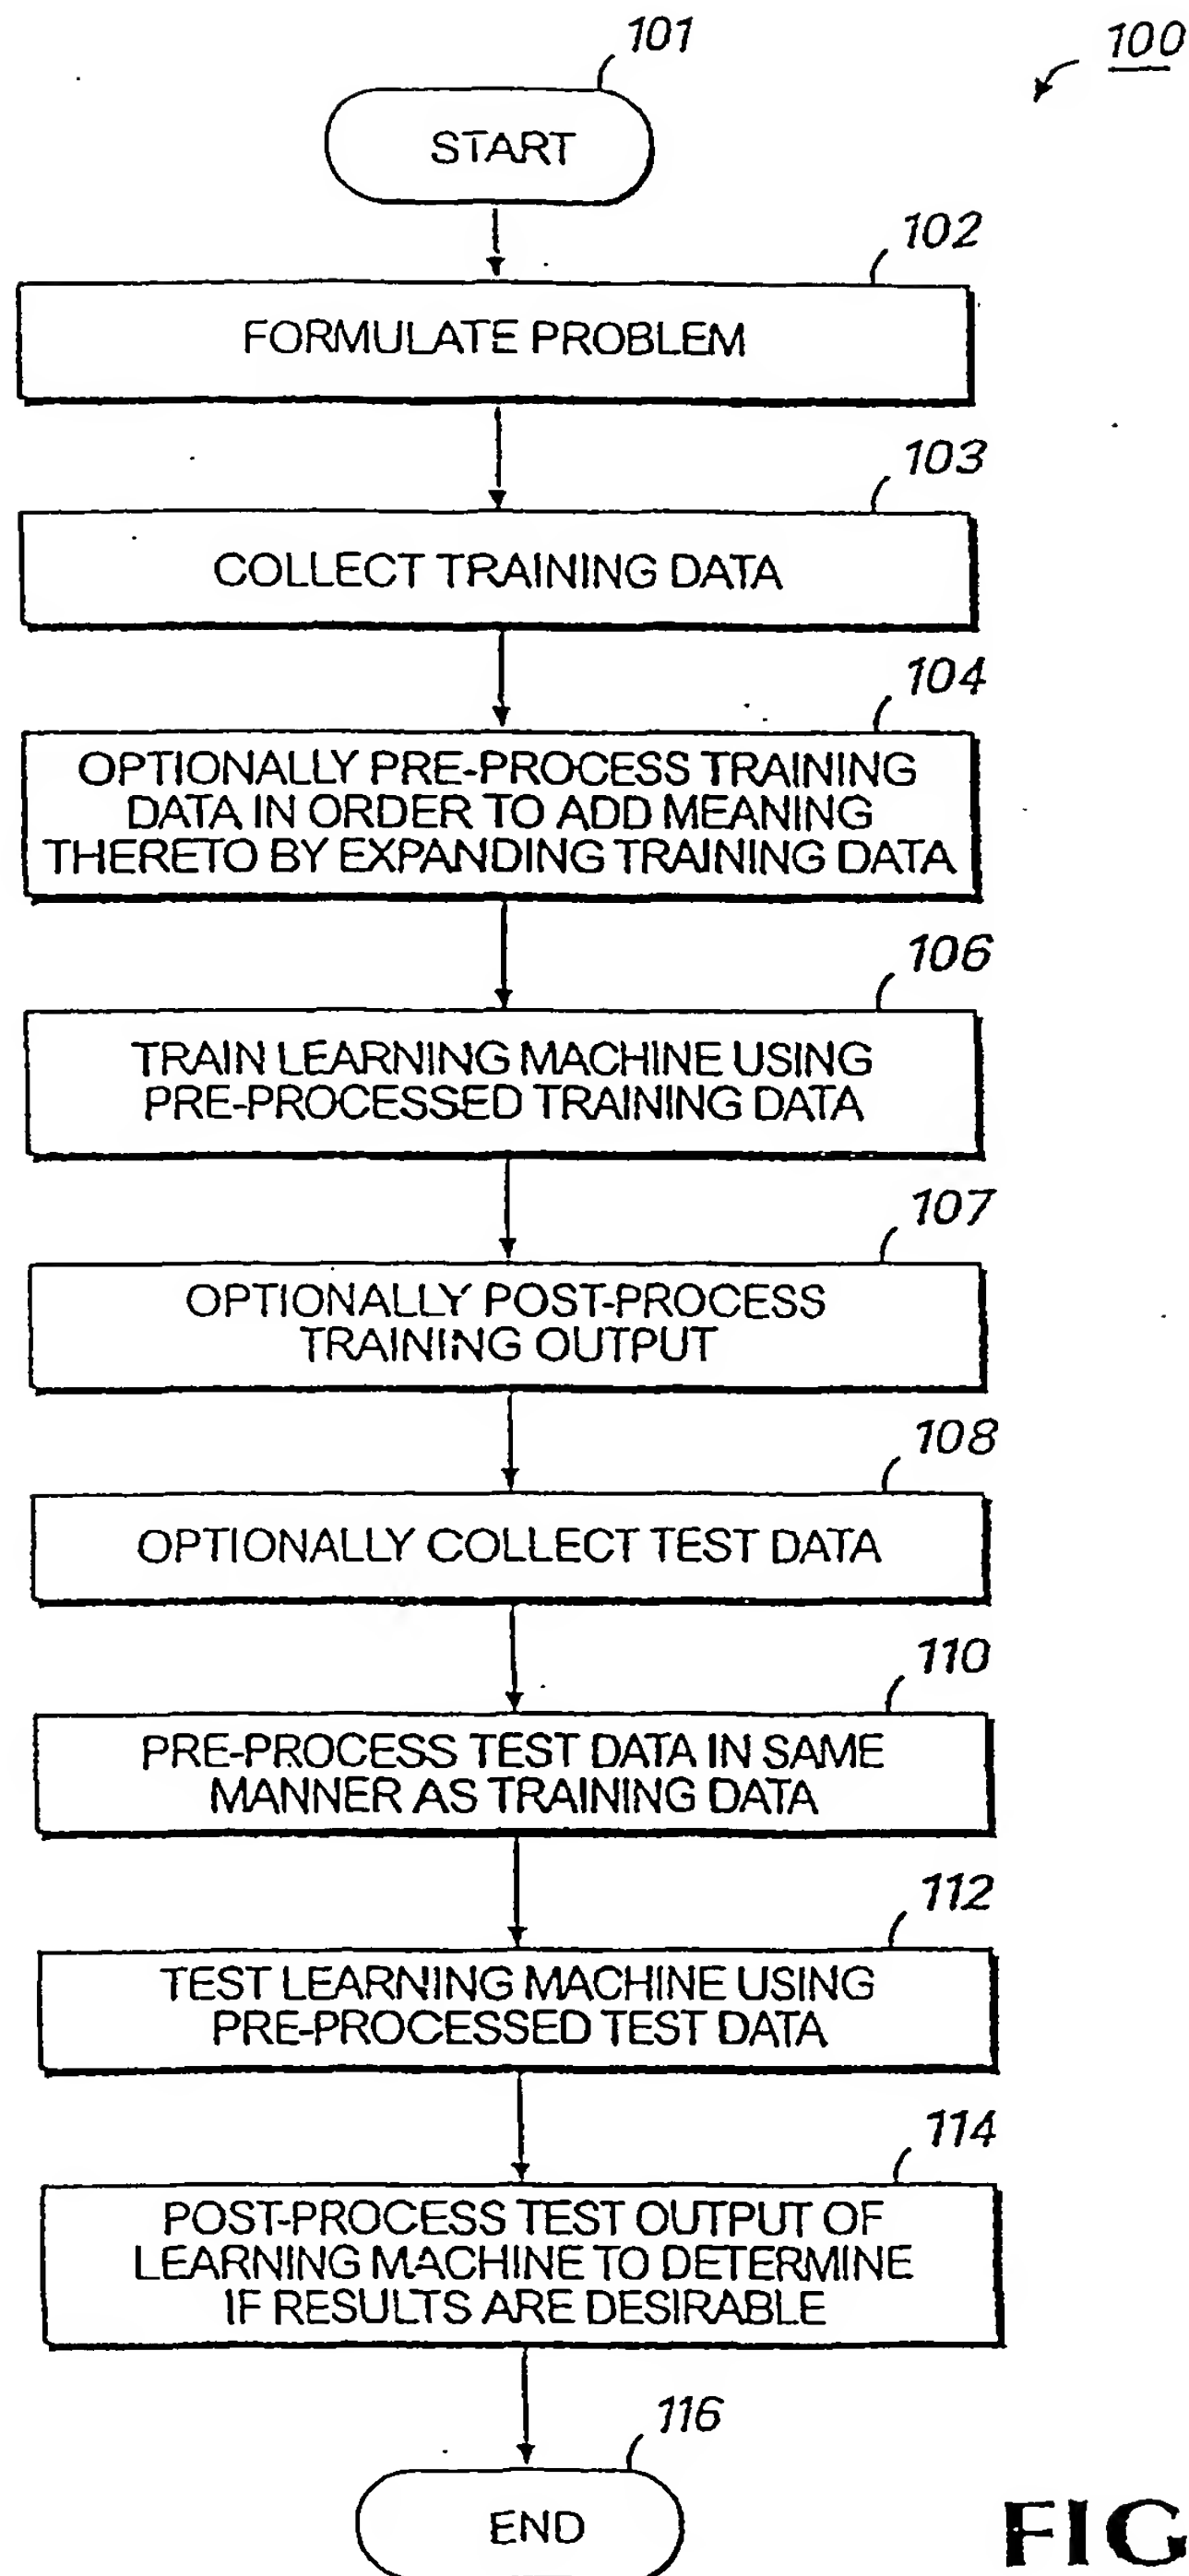 100
101
START
102
FORMULATE PROBLEM
103
COLLECT TRAINING DATA
104
OPTIONALLY PRE-PROCESS TRAINING
DATA IN ORDER TO ADD MEANING
THERETO BY EXPANDING TRAINING DATA
106
TRAIN LEARNING MACHINE USING
PRE-PROCESSED TRAINING DATA
107
OPTIONALLY POST-PROCESS
TRAINING OUTPUT
108
OPTIONALLY COLLECT TEST DATA
110
PRE-PROCESS TEST DATA IN SAME
MANNER AS TRAINING DATA
112
TEST LEARNING MACHINE USING
PRE-PROCESSED TEST DATA
114
POST-PROCESS TEST OUTPUT OF
LEARNING MACHINE TO DETERMINE
IF RESULTS ARE DESIRABLE
116
END
FIG